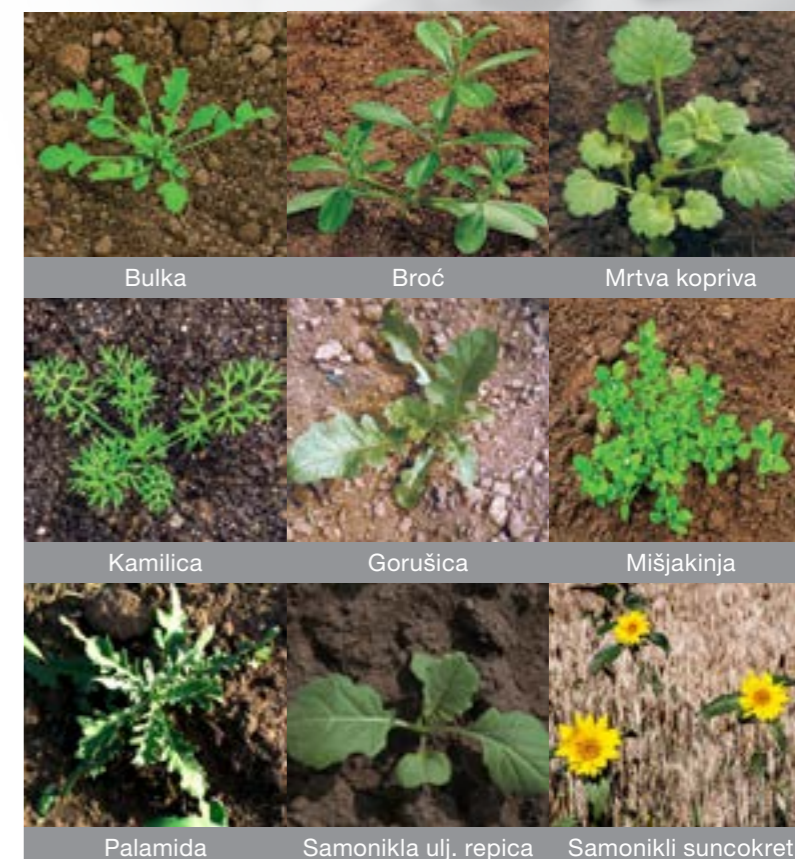 Bulka Broć Mrtva kopriva
Kamilica Gorušica Mišjakinja
Palamida Samonikla ulj. repica Samonikli suncokret